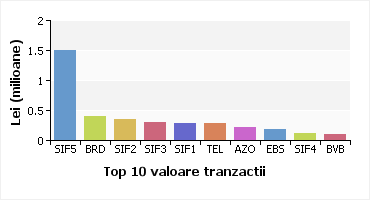 Lei (milioane)
2
1.5
1
0.5
0
SIF5 BRD SIF2 SIF3 SIF1 TEL AZO EBS SIF4 BVB
Top 10 valoare tranzactii